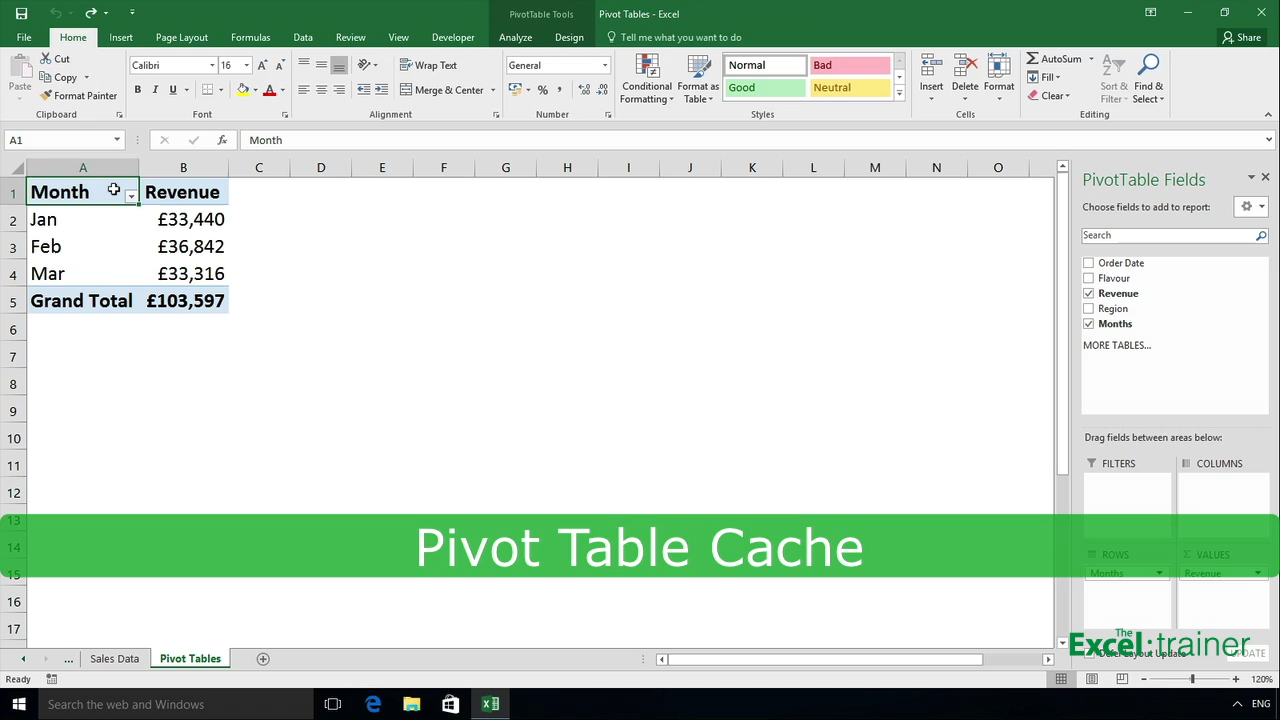 PivotTable Tools
Pivot Tables - Excel
File Home Insert Page Layout Formulas Data Review View Developer Analyze Design Tell me what you want to do Share
Paste
Cut
Copy
Format Painter
Clipboard
Calibri 16
B I U
Font
Wrap Text
Merge & Center
Alignment
General
%
Number
Conditional Formatting
Format as Table
Normal
Bad
Good
Neutral
Styles
Insert
Delete
Format
Cells
AutoSum
Fill
Clear
Sort & Filter
Find & Select
Editing
A1
fx
Month
A B C D E F G H I J K L M N O
1 Month Revenue
2 Jan £33,440
3 Feb £36,842
4 Mar £33,316
5 Grand Total £103,597
6
7
8
9
10
11
12
13
14
15
16
17
Pivot Table Cache
PivotTable Fields
Choose fields to add to report:
Search
Order Date
Flavour
Revenue
Region
Months
MORE TABLES...
Drag fields between areas below:
FILTERS
COLUMNS
ROWS
VALUES
Months
Revenue
Defer Layout Update
UPDATE
The
Excel:trainer
... Sales Data Pivot Tables
Ready
120%
Search the web and Windows
ENG